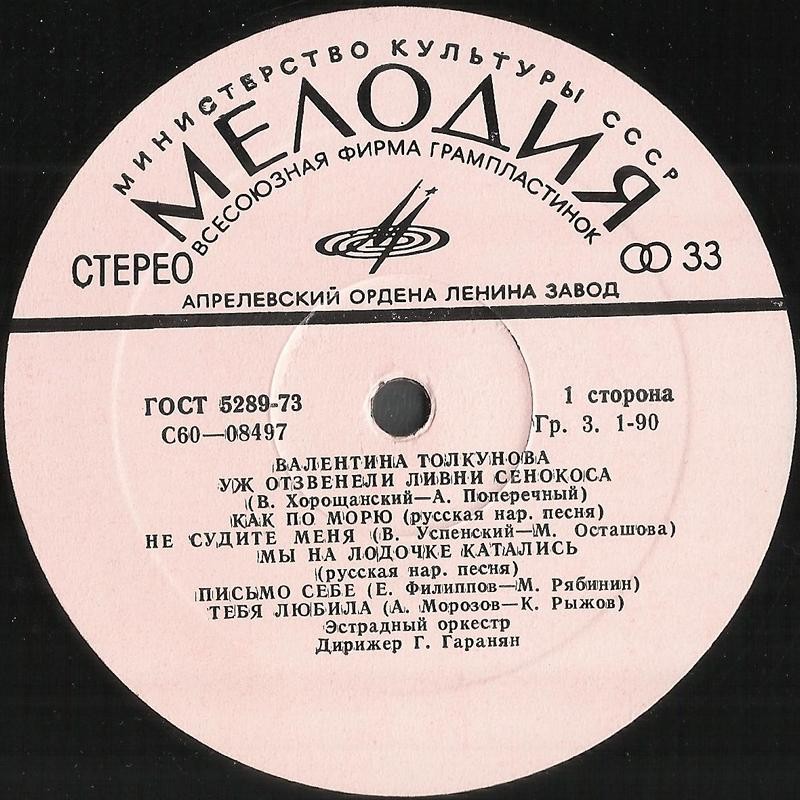 МИНИСТЕРСТВО КУЛЬТУРЫ СССР
МЕЛОДИЯ
ВСЕСОЮЗНАЯ ФИРМА ГРАМПЛАСТИНОК
СТЕРЕО
33
АПРЕЛЕВСКИЙ ОРДЕНА ЛЕНИНА ЗАВОД
ГОСТ 5289-73
1 сторона
С60—08497
Гр. 3. 1-90
ВАЛЕНТИНА ТОЛКУНОВА
УЖ ОТЗВЕНЕЛИ ЛИВНИ СЕНОКОСА
(В. Хорощанский—А. Поперечный)
КАК ПО МОРЮ (русская нар. песня)
НЕ СУДИТЕ МЕНЯ (В. Успенский—М. Осташова)
МЫ НА ЛОДОЧКЕ КАТАЛИСЬ
(русская нар. песня)
ПИСЬМО СЕБЕ (Е. Филиппов—М. Рябинин)
ТЕБЯ ЛЮБИЛА (А. Морозов—К. Рыжов)
Эстрадный оркестр
Дирижер Г. Гаранян